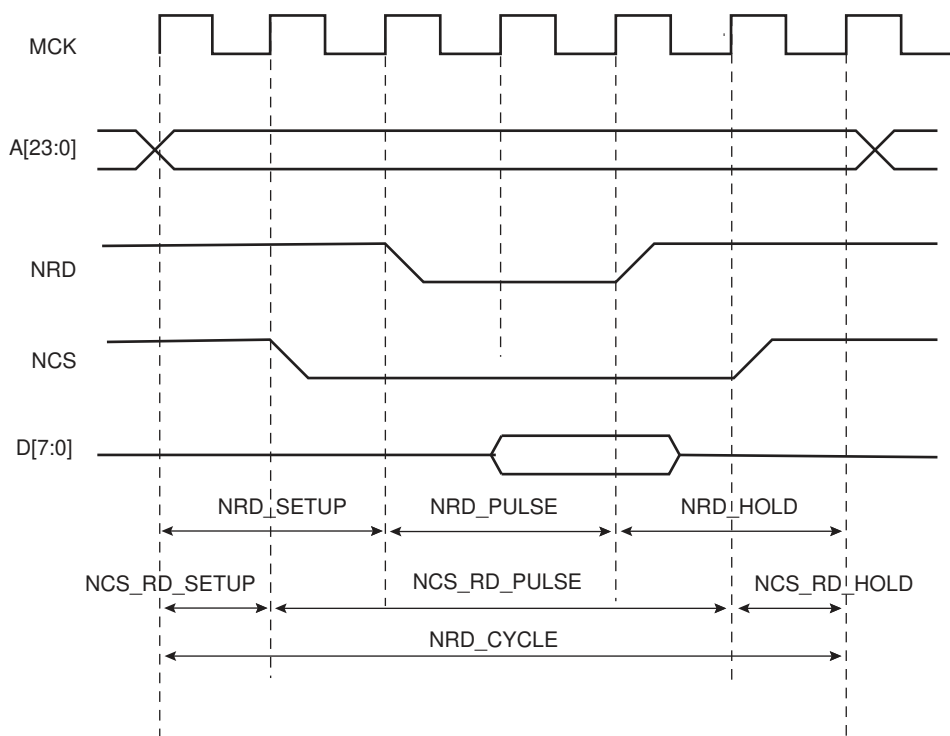 MCK
A[23:0]
NRD
NCS
D[7:0]
NRD_SETUP NRD_PULSE NRD_HOLD
NCS_RD_SETUP NCS_RD_PULSE NCS_RD_HOLD
NRD_CYCLE